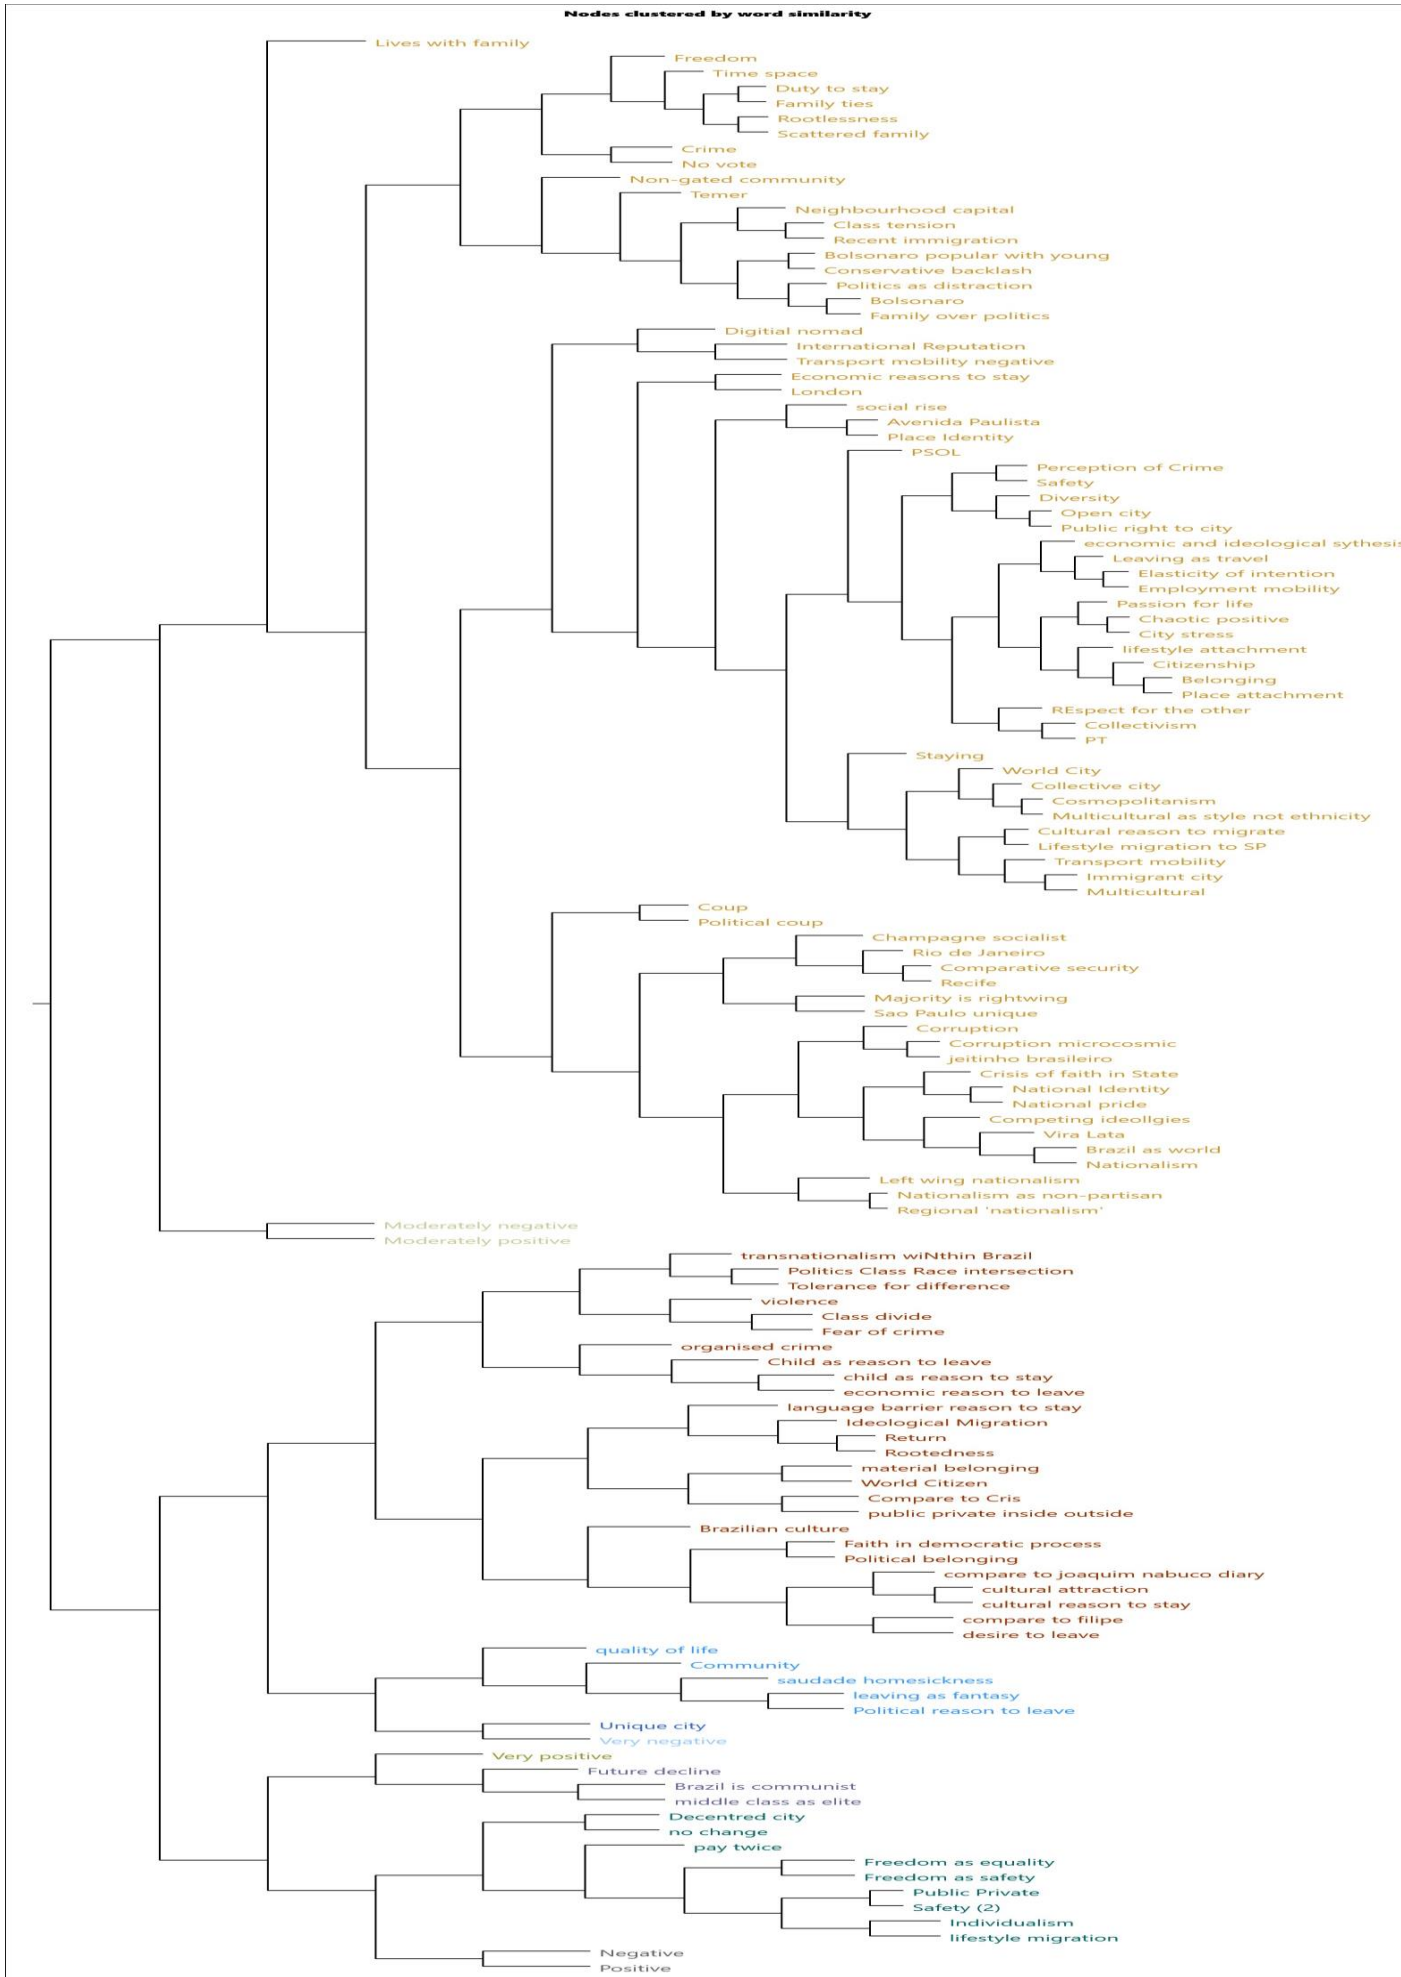 Nodes clustered by word similarity
Lives with family
Freedom
Time space
Duty to stay
Family ties
Rootlessness
Scattered family
Crime
No vote
Non-gated community
Temer
Neighbourhood capital
Class tension
Recent immigration
Bolsonaro popular with young
Conservative backlash
Politics as distraction
Bolsonaro
Family over politics
Digitial nomad
International Reputation
Transport mobility negative
Economic reasons to stay
London
social rise
Avenida Paulista
Place Identity
PSOL
Perception of Crime
Safety
Diversity
Open city
Public right to city
economic and ideological sythesis
Leaving as travel
Elasticity of intention
Employment mobility
Passion for life
Chaotic positive
City stress
lifestyle attachment
Citizenship
Belonging
Place attachment
REspect for the other
Collectivism
PT
Staying
World City
Collective city
Cosmopolitanism
Multicultural as style not ethnicity
Cultural reason to migrate
Lifestyle migration to SP
Transport mobility
Immigrant city
Multicultural
Coup
Political coup
Champagne socialist
Rio de Janeiro
Comparative security
Recife
Majority is rightwing
Sao Paulo unique
Corruption
Corruption microcosmic
jeitinho brasileiro
Crisis of faith in State
National Identity
National pride
Competing ideollgies
Vira Lata
Brazil as world
Nationalism
Left wing nationalism
Nationalism as non-partisan
Regional 'nationalism'
Moderately negative
Moderately positive
transnationalism wiNthin Brazil
Politics Class Race intersection
Tolerance for difference
violence
Class divide
Fear of crime
organised crime
Child as reason to leave
child as reason to stay
economic reason to leave
language barrier reason to stay
Ideological Migration
Return
Rootedness
material belonging
World Citizen
Compare to Cris
public private inside outside
Brazilian culture
Faith in democratic process
Political belonging
compare to joaquim nabuco diary
cultural attraction
cultural reason to stay
compare to filipe
desire to leave
quality of life
Community
saudade homesickness
leaving as fantasy
Political reason to leave
Unique city
Very negative
Very positive
Future decline
Brazil is communist
middle class as elite
Decentred city
no change
pay twice
Freedom as equality
Freedom as safety
Public Private
Safety (2)
Individualism
lifestyle migration
Negative
Positive